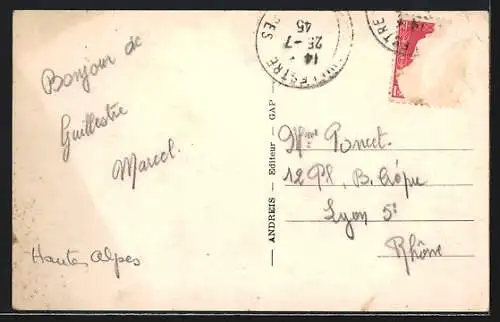 Bonjour de
Guillestre
Marcel.
Hautes Alpes
ANDREIS - Editeur - GAP
14
25-7
45
Mme Poncet.
12 Pl. B. Crépu
Lyon 5e
Rhône